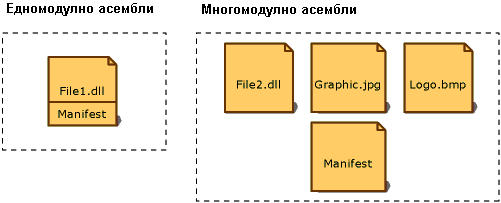 Едномодулно асембли
Многомодулно асембли
File1.dll
Manifest
File2.dll
Graphic.jpg
Logo.bmp
Manifest